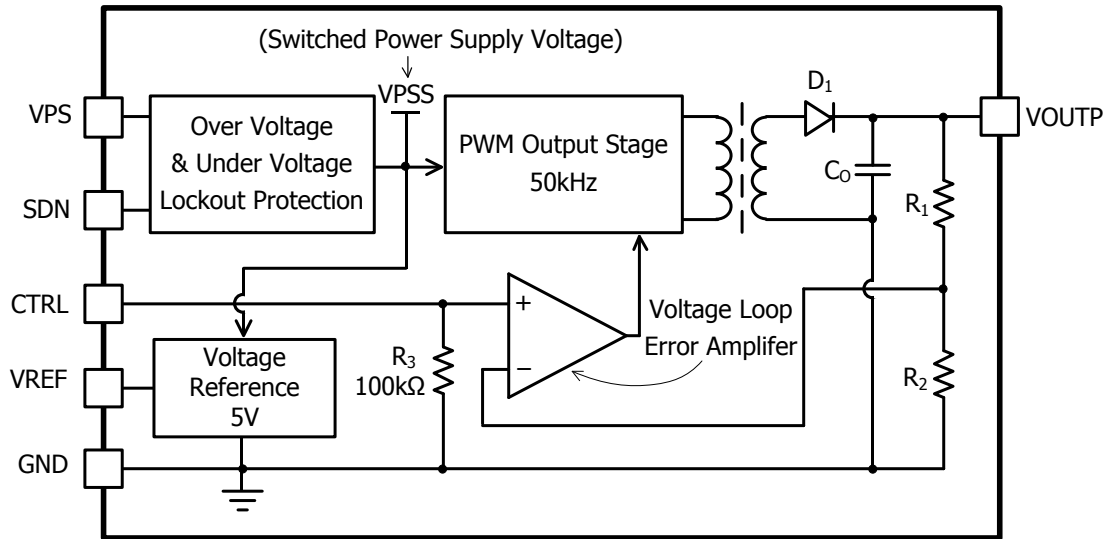 (Switched Power Supply Voltage)
VPSS
VPS
SDN
Over Voltage
& Under Voltage
Lockout Protection
PWM Output Stage
50kHz
D1
CO
R1
VOUTP
CTRL
+
−
Voltage Loop
Error Amplifer
R3
100kΩ
R2
VREF
Voltage
Reference
5V
GND